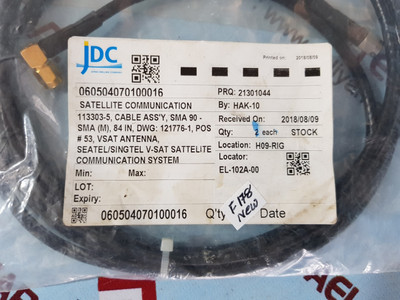 JDC
Printed on: 2018/08/09
060504070100016
PRQ: 21301044
SATELLITE COMMUNICATION
By: HAK-10
113303-5, CABLE ASS'Y, SMA 90 -
Received On: 2018/08/09
SMA (M), 84 IN, DWG: 121776-1, POS
Qty: 2 each STOCK
# 53, VSAT ANTENNA,
Location: H09-RIG
SEATEL/SINGTEL V-SAT SATTELITE
Locator:
COMMUNICATION SYSTEM
EL-102A-00
Min: Max:
LOT:
Expiry:
060504070100016 Q'ty Date
NEW